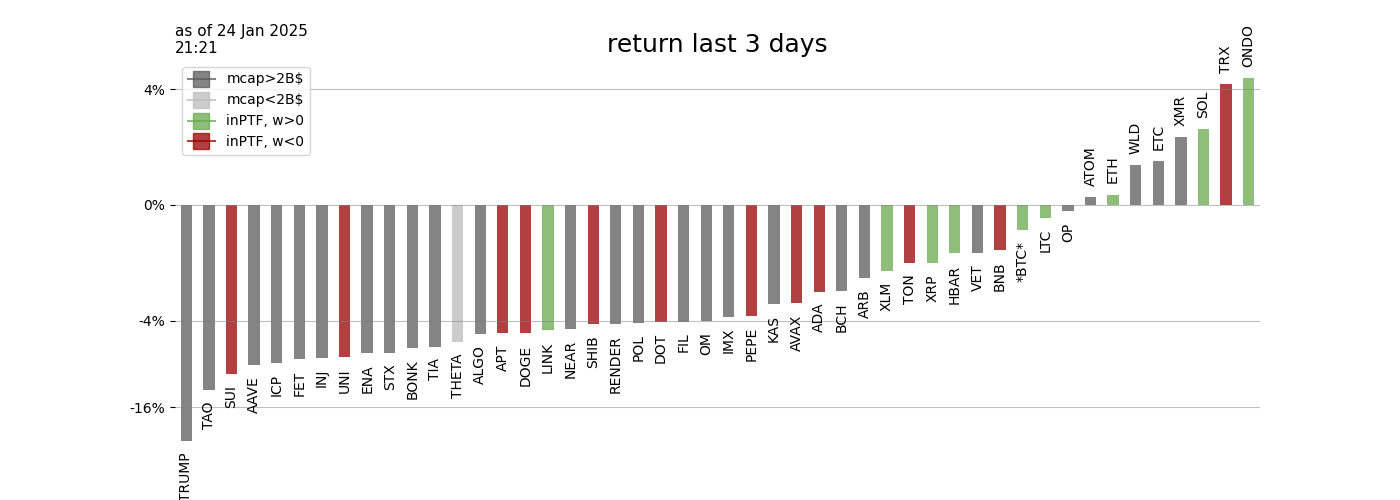 as of 24 Jan 2025
21:21
return last 3 days
mcap>2B$
mcap<2B$
inPTF, w>0
inPTF, w<0
4%
0%
-4%
-16%
TRUMP
TAO
SUI
AAVE
ICP
FET
INJ
UNI
ENA
STX
BONK
TIA
THETA
ALGO
APT
DOGE
LINK
NEAR
SHIB
RENDER
POL
DOT
FIL
OM
IMX
PEPE
KAS
AVAX
ADA
BCH
ARB
XLM
TON
XRP
HBAR
VET
BNB
*BTC*
LTC
OP
ATOM
ETH
WLD
ETC
XMR
SOL
TRX
ONDO